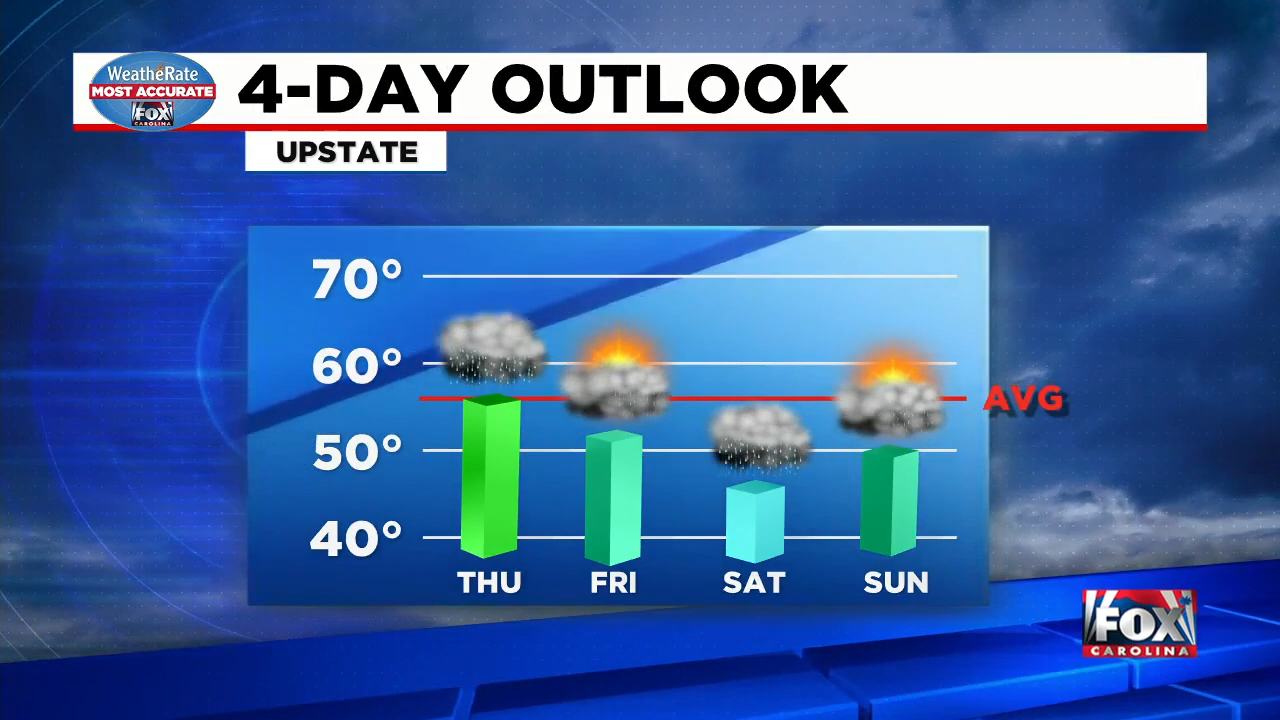 WeatheRate
MOST ACCURATE
FOX
CAROLINA
4-DAY OUTLOOK
UPSTATE
70°
60°
AVG
50°
40°
THU FRI SAT SUN
FOX
CAROLINA